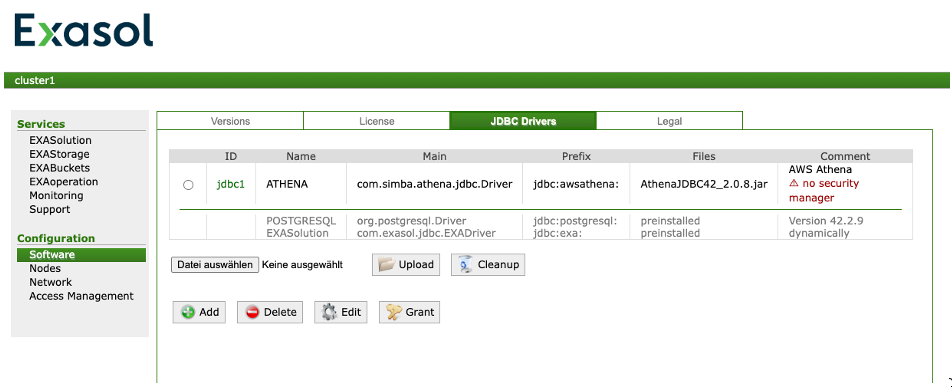 Exasol
cluster1
Services
EXASolution
EXAStorage
EXABuckets
EXAoperation
Monitoring
Support
Configuration
Software
Nodes
Network
Access Management
Versions License JDBC Drivers Legal
ID Name Main Prefix Files Comment
jdbc1 ATHENA com.simba.athena.jdbc.Driver jdbc:awsathena: AthenaJDBC42_2.0.8.jar AWS Athena
⚠ no security
manager
POSTGRESQL org.postgresql.Driver jdbc:postgresql: preinstalled Version 42.2.9
EXASolution com.exasol.jdbc.EXADriver jdbc:exa: preinstalled dynamically
Datei auswählen Keine ausgewählt Upload Cleanup
Add Delete Edit Grant